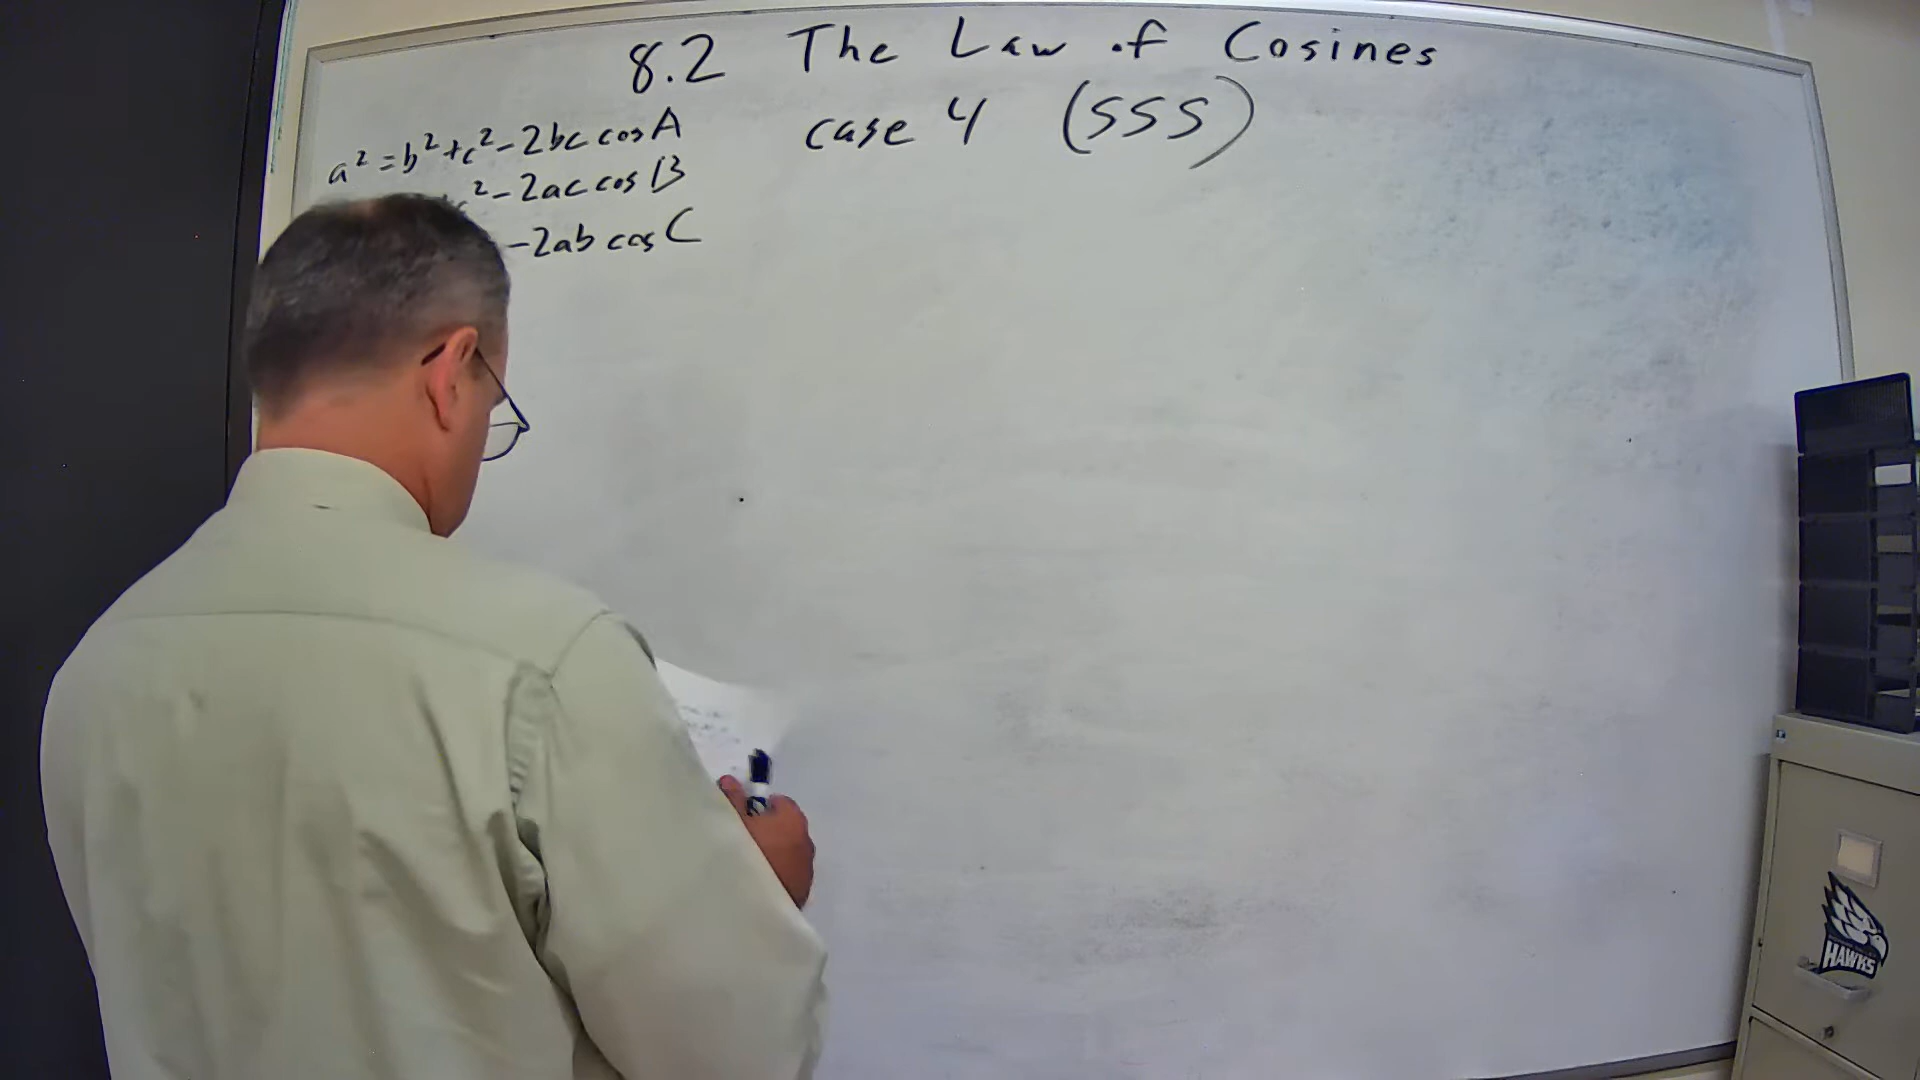 8.2 The Law of Cosines
case 4 (SSS)
a² = b² + c² - 2bc cos A
c² - 2ac cos B
- 2ab cos C
HAWKS